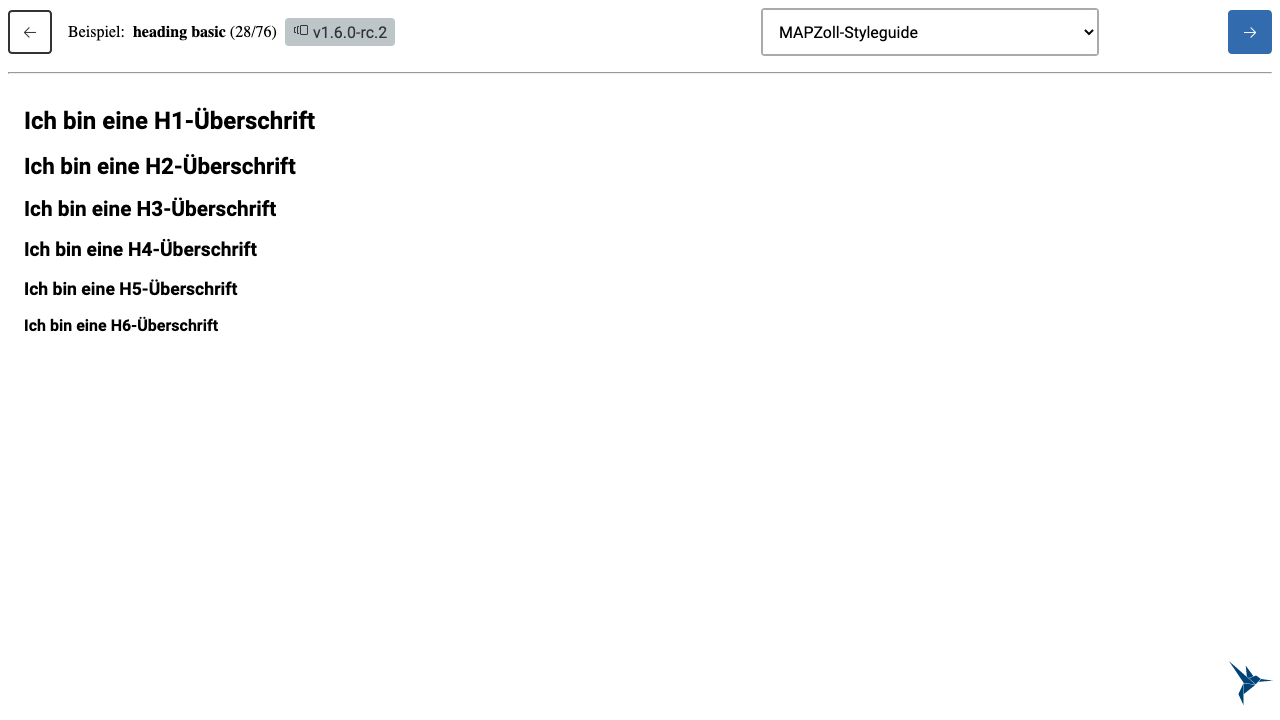 Beispiel: heading basic (28/76) v1.6.0-rc.2 MAPZoll-Styleguide
Ich bin eine H1-Überschrift
Ich bin eine H2-Überschrift
Ich bin eine H3-Überschrift
Ich bin eine H4-Überschrift
Ich bin eine H5-Überschrift
Ich bin eine H6-Überschrift